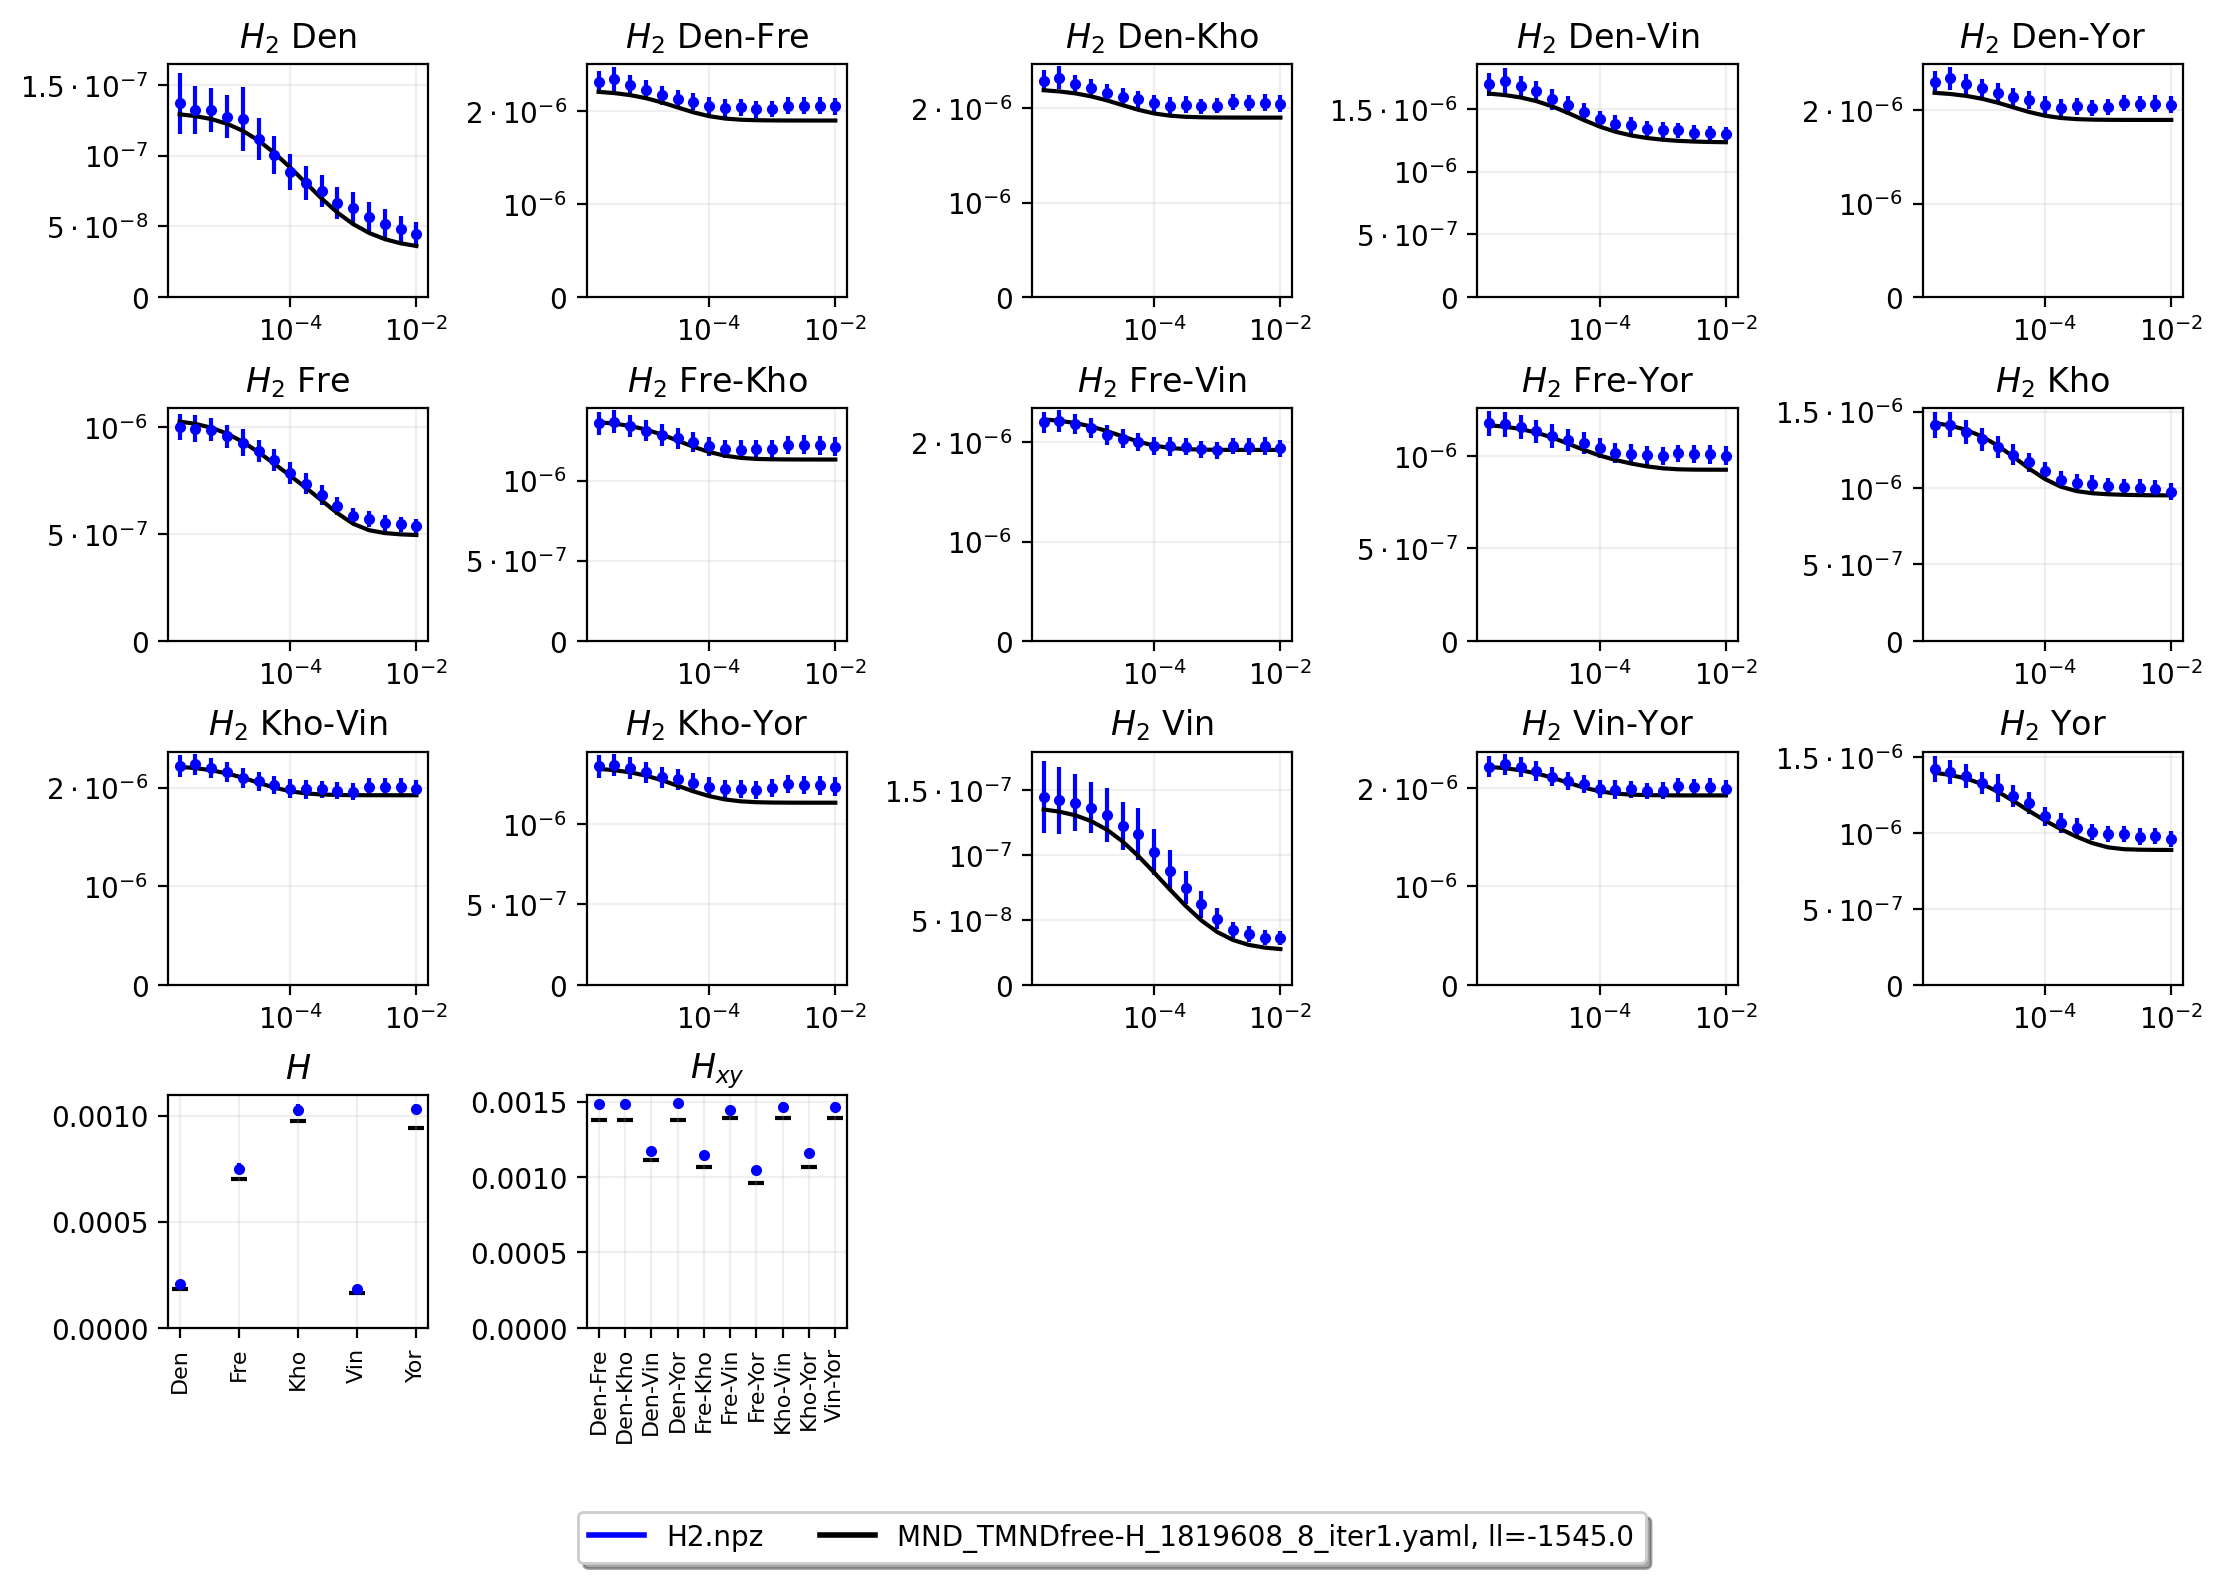 H₂ Den
H₂ Den-Fre
H₂ Den-Kho
H₂ Den-Vin
H₂ Den-Yor
1.5·10⁻⁷
10⁻⁷
5·10⁻⁸
0
10⁻⁴ 10⁻²
2·10⁻⁶
10⁻⁶
0
10⁻⁴ 10⁻²
2·10⁻⁶
10⁻⁶
0
10⁻⁴ 10⁻²
1.5·10⁻⁶
10⁻⁶
5·10⁻⁷
0
10⁻⁴ 10⁻²
2·10⁻⁶
10⁻⁶
0
10⁻⁴ 10⁻²
H₂ Fre
H₂ Fre-Kho
H₂ Fre-Vin
H₂ Fre-Yor
H₂ Kho
10⁻⁶
5·10⁻⁷
0
10⁻⁴ 10⁻²
10⁻⁶
5·10⁻⁷
0
10⁻⁴ 10⁻²
2·10⁻⁶
10⁻⁶
0
10⁻⁴ 10⁻²
10⁻⁶
5·10⁻⁷
0
10⁻⁴ 10⁻²
1.5·10⁻⁶
10⁻⁶
5·10⁻⁷
0
10⁻⁴ 10⁻²
H₂ Kho-Vin
H₂ Kho-Yor
H₂ Vin
H₂ Vin-Yor
H₂ Yor
2·10⁻⁶
10⁻⁶
0
10⁻⁴ 10⁻²
10⁻⁶
5·10⁻⁷
0
10⁻⁴ 10⁻²
1.5·10⁻⁷
10⁻⁷
5·10⁻⁸
0
10⁻⁴ 10⁻²
2·10⁻⁶
10⁻⁶
0
10⁻⁴ 10⁻²
1.5·10⁻⁶
10⁻⁶
5·10⁻⁷
0
10⁻⁴ 10⁻²
H
0.0010
0.0005
0.0000
Den
Fre
Kho
Vin
Yor
Hxy
0.0015
0.0010
0.0005
0.0000
Den-Fre
Den-Kho
Den-Vin
Den-Yor
Fre-Kho
Fre-Vin
Fre-Yor
Kho-Vin
Kho-Yor
Vin-Yor
H2.npz
MND_TMNDfree-H_1819608_8_iter1.yaml, ll=-1545.0